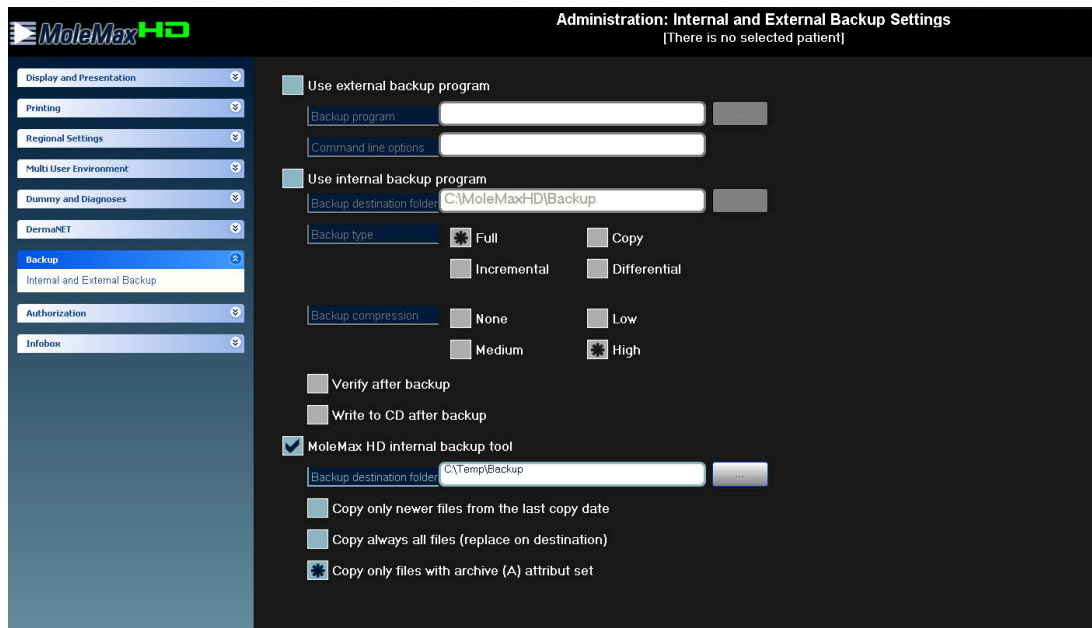 MoleMaxHD
Administration: Internal and External Backup Settings
[There is no selected patient]
Display and Presentation
Printing
Regional Settings
Multi User Environment
Dummy and Diagnoses
DermaNET
Backup
Internal and External Backup
Authorization
Infobox
Use external backup program
Backup program
...
Command line options
Use internal backup program
Backup destination folder C:\MoleMaxHD\Backup
...
Backup type
Full Copy
Incremental Differential
Backup compression
None Low
Medium High
Verify after backup
Write to CD after backup
MoleMax HD internal backup tool
Backup destination folder C:\Temp\Backup ...
Copy only newer files from the last copy date
Copy always all files (replace on destination)
Copy only files with archive (A) attribut set